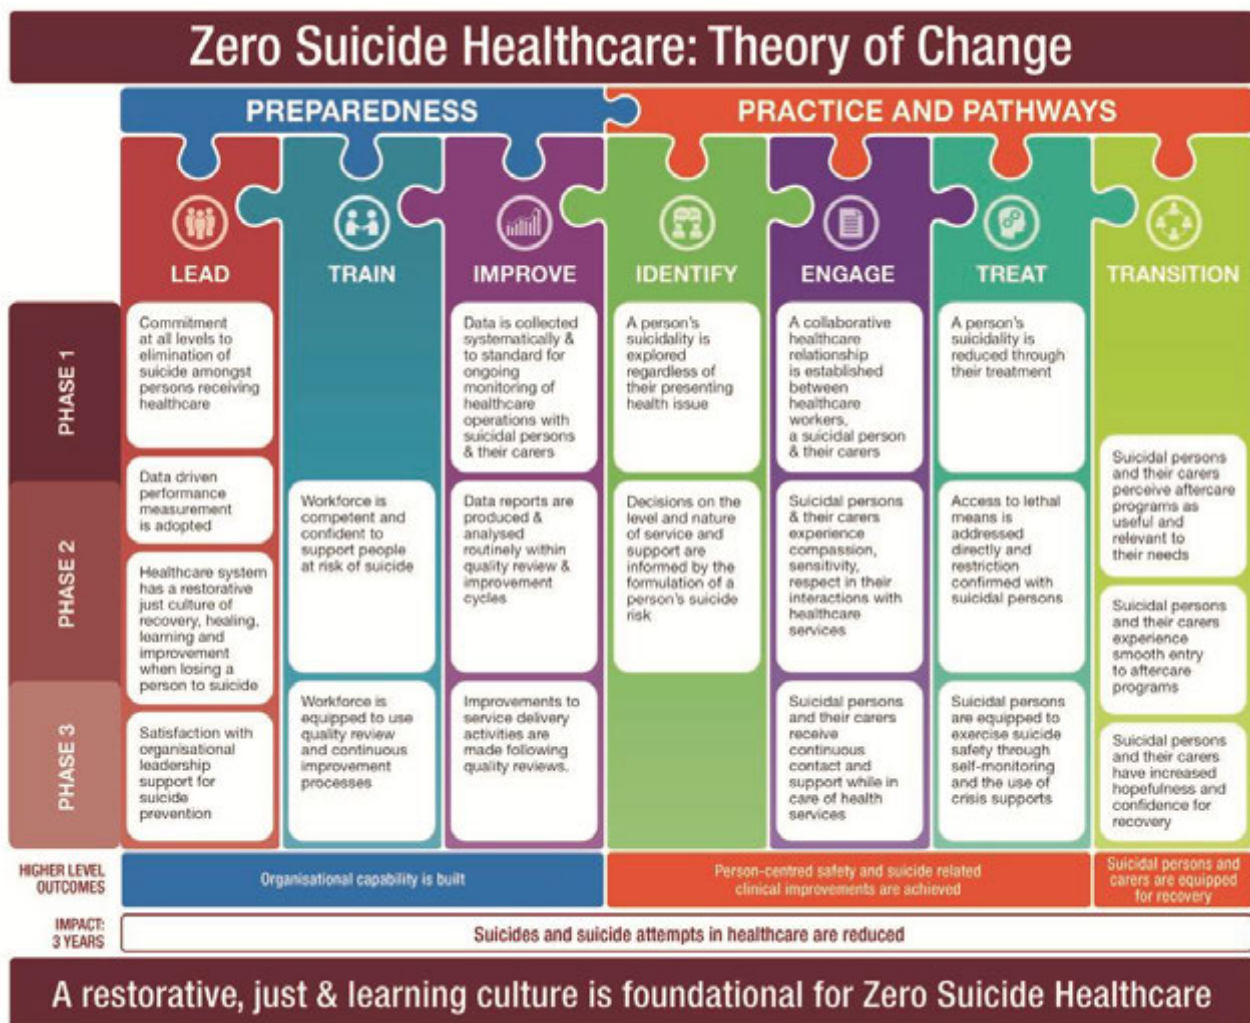 Zero Suicide Healthcare: Theory of Change
PREPAREDNESS
PRACTICE AND PATHWAYS
LEAD
TRAIN
IMPROVE
IDENTIFY
ENGAGE
TREAT
TRANSITION
PHASE 1
PHASE 2
PHASE 3
Commitment
at all levels to
elimination of
suicide amongst
persons receiving
healthcare
Data driven
performance
measurement
is adopted
Healthcare system
has a restorative
just culture of
recovery, healing,
learning and
improvement
when losing a
person to suicide
Satisfaction with
organisational
leadership
support for
suicide
prevention
Workforce is
competent and
confident to
support people
at risk of suicide
Workforce is
equipped to use
quality review
and continuous
improvement
processes
Data is collected
systematically &
to standard for
ongoing
monitoring of
healthcare
operations with
suicidal persons
& their carers
Data reports are
produced &
analysed
routinely within
quality review &
improvement
cycles
Improvements to
service delivery
activities are
made following
quality reviews.
A person's
suicidality is
explored
regardless of
their presenting
health issue
Decisions on the
level and nature
of service and
support are
informed by the
formulation of a
person's suicide
risk
A collaborative
healthcare
relationship
is established
between
healthcare
workers,
a suicidal person
& their carers
Suicidal persons
& their carers
experience
compassion,
sensitivity,
respect in their
interactions with
healthcare
services
Suicidal persons
and their carers
receive
continuous
contact and
support while in
care of health
services
A person's
suicidality is
reduced through
their treatment
Access to lethal
means is
addressed
directly and
restriction
confirmed with
suicidal persons
Suicidal persons
are equipped to
exercise suicide
safety through
self-monitoring
and the use of
crisis supports
Suicidal persons
and their carers
perceive aftercare
programs as
useful and
relevant to
their needs
Suicidal persons
and their carers
experience
smooth entry
to aftercare
programs
Suicidal persons
and their carers
have increased
hopefulness and
confidence for
recovery
HIGHER LEVEL
OUTCOMES
Organisational capability is built
Person-centred safety and suicide related
clinical improvements are achieved
Suicidal persons and
carers are equipped
for recovery
IMPACT:
3 YEARS
Suicides and suicide attempts in healthcare are reduced
A restorative, just & learning culture is foundational for Zero Suicide Healthcare